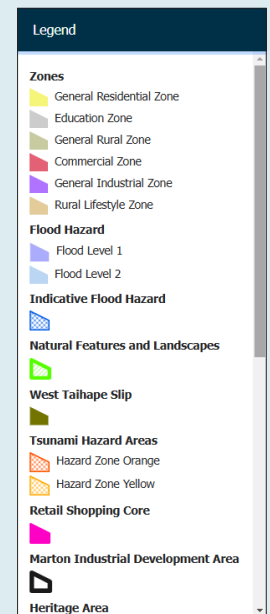 Legend
Zones
General Residential Zone
Education Zone
General Rural Zone
Commercial Zone
General Industrial Zone
Rural Lifestyle Zone
Flood Hazard
Flood Level 1
Flood Level 2
Indicative Flood Hazard
Natural Features and Landscapes
West Taihape Slip
Tsunami Hazard Areas
Hazard Zone Orange
Hazard Zone Yellow
Retail Shopping Core
Marton Industrial Development Area
Heritage Area